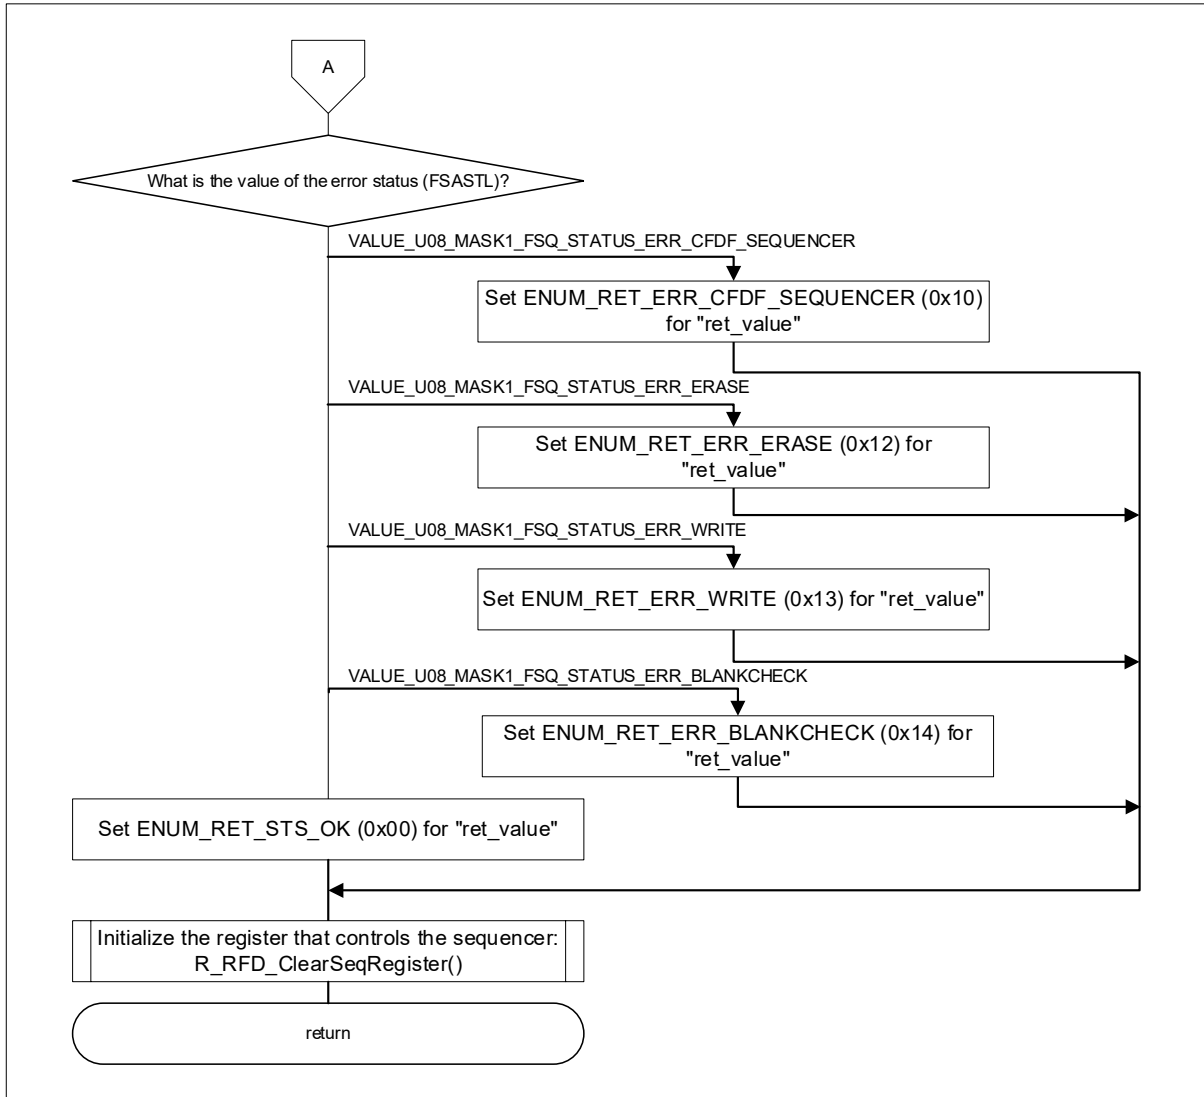 A
What is the value of the error status (FSASTL)?
VALUE_U08_MASK1_FSQ_STATUS_ERR_CFDF_SEQUENCER
Set ENUM_RET_ERR_CFDF_SEQUENCER (0x10)
for "ret_value"
VALUE_U08_MASK1_FSQ_STATUS_ERR_ERASE
Set ENUM_RET_ERR_ERASE (0x12) for
"ret_value"
VALUE_U08_MASK1_FSQ_STATUS_ERR_WRITE
Set ENUM_RET_ERR_WRITE (0x13) for "ret_value"
VALUE_U08_MASK1_FSQ_STATUS_ERR_BLANKCHECK
Set ENUM_RET_ERR_BLANKCHECK (0x14) for
"ret_value"
Set ENUM_RET_STS_OK (0x00) for "ret_value"
Initialize the register that controls the sequencer:
R_RFD_ClearSeqRegister()
return